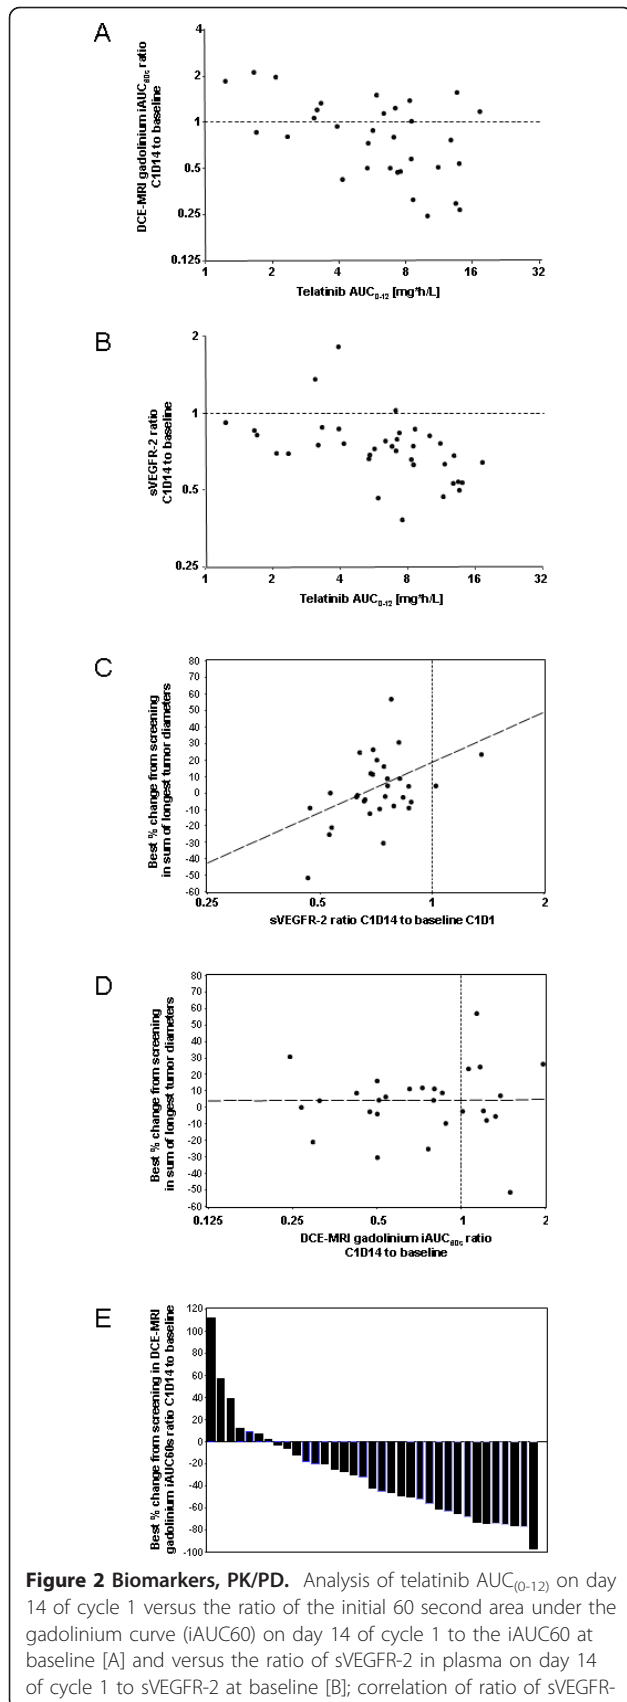 A
DCE-MRI gadolinium iAUC60s ratio
C1D14 to baseline
4
2
1
0.5
0.25
0.125
1 2 4 8 16 32
Telatinib AUC0-12 [mg*h/L]
B
sVEGFR-2 ratio
C1D14 to baseline
2
1
0.5
0.25
1 2 4 8 16 32
Telatinib AUC0-12 [mg*h/L]
C
Best % change from screening
in sum of longest tumor diameters
80
70
60
50
40
30
20
10
0
-10
-20
-30
-40
-50
-60
0.25 0.5 1 2
sVEGFR-2 ratio C1D14 to baseline C1D1
D
Best % change from screening
in sum of longest tumor diameters
80
70
60
50
40
30
20
10
0
-10
-20
-30
-40
-50
-60
0.125 0.25 0.5 1 2
DCE-MRI gadolinium iAUC60s ratio
C1D14 to baseline
E
Best % change from screening in DCE-MRI
gadolinium iAUC60s ratio C1D14 to baseline
120
100
80
60
40
20
0
-20
-40
-60
-80
-100
Figure 2 Biomarkers, PK/PD. Analysis of telatinib AUC(0-12) on day
14 of cycle 1 versus the ratio of the initial 60 second area under the
gadolinium curve (iAUC60) on day 14 of cycle 1 to the iAUC60 at
baseline [A] and versus the ratio of sVEGFR-2 in plasma on day 14
of cycle 1 to sVEGFR-2 at baseline [B]; correlation of ratio of sVEGFR-